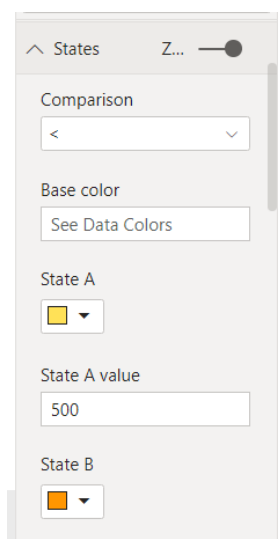 States Z...
Comparison
<
Base color
See Data Colors
State A
State A value
500
State B